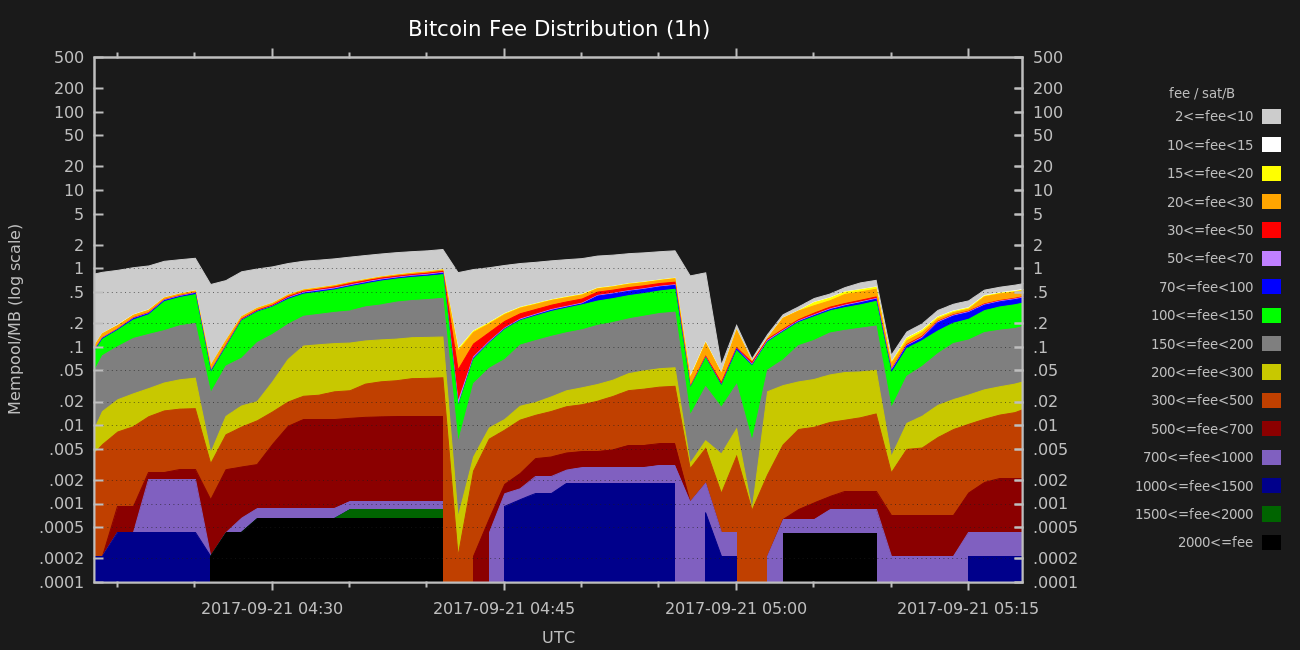 Bitcoin Fee Distribution (1h)
500
200
100
50
20
10
5
2
1
.5
.2
.1
.05
.02
.01
.005
.002
.001
.0005
.0002
.0001
Mempool/MB (log scale)
500
200
100
50
20
10
5
2
1
.5
.2
.1
.05
.02
.01
.005
.002
.001
.0005
.0002
.0001
2017-09-21 04:30
2017-09-21 04:45
2017-09-21 05:00
2017-09-21 05:15
UTC
fee / sat/B
2<=fee<10
10<=fee<15
15<=fee<20
20<=fee<30
30<=fee<50
50<=fee<70
70<=fee<100
100<=fee<150
150<=fee<200
200<=fee<300
300<=fee<500
500<=fee<700
700<=fee<1000
1000<=fee<1500
1500<=fee<2000
2000<=fee